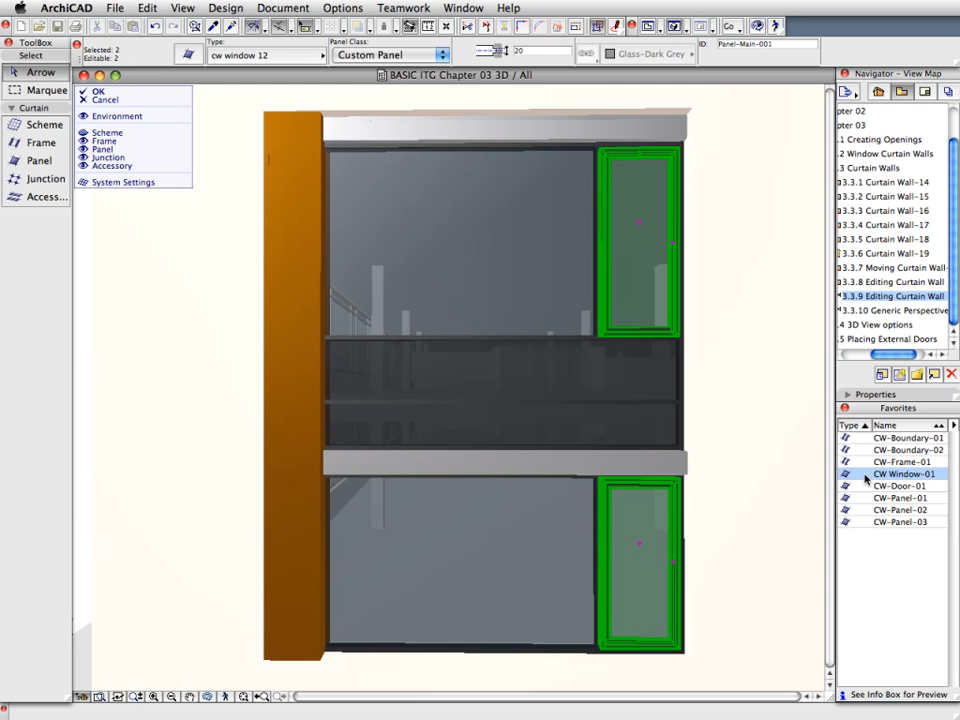 ArchiCAD File Edit View Design Document Options Teamwork Window Help
Go...
ToolBox
Select
Arrow
Marquee
Curtain
Scheme
Frame
Panel
Junction
Access...
Selected: 2
Editable: 2
Type:
cw window 12
Panel Class:
Custom Panel
20
Glass-Dark Grey
ID:
Panel-Main-001
BASIC ITG Chapter 03 3D / All
OK
Cancel
Environment
Scheme
Frame
Panel
Junction
Accessory
System Settings
Navigator - View Map
pter 02
pter 03
.1 Creating Openings
.2 Window Curtain Walls
.3 Curtain Walls
3.3.1 Curtain Wall-14
3.3.2 Curtain Wall-15
3.3.3 Curtain Wall-16
3.3.4 Curtain Wall-17
3.3.5 Curtain Wall-18
3.3.6 Curtain Wall-19
3.3.7 Moving Curtain Wall-
3.3.8 Editing Curtain Wall
3.3.9 Editing Curtain Wall
3.3.10 Generic Perspective
.4 3D View options
.5 Placing External Doors
Properties
Favorites
Type Name
CW-Boundary-01
CW-Boundary-02
CW-Frame-01
CW Window-01
CW-Door-01
CW-Panel-01
CW-Panel-02
CW-Panel-03
See Info Box for Preview